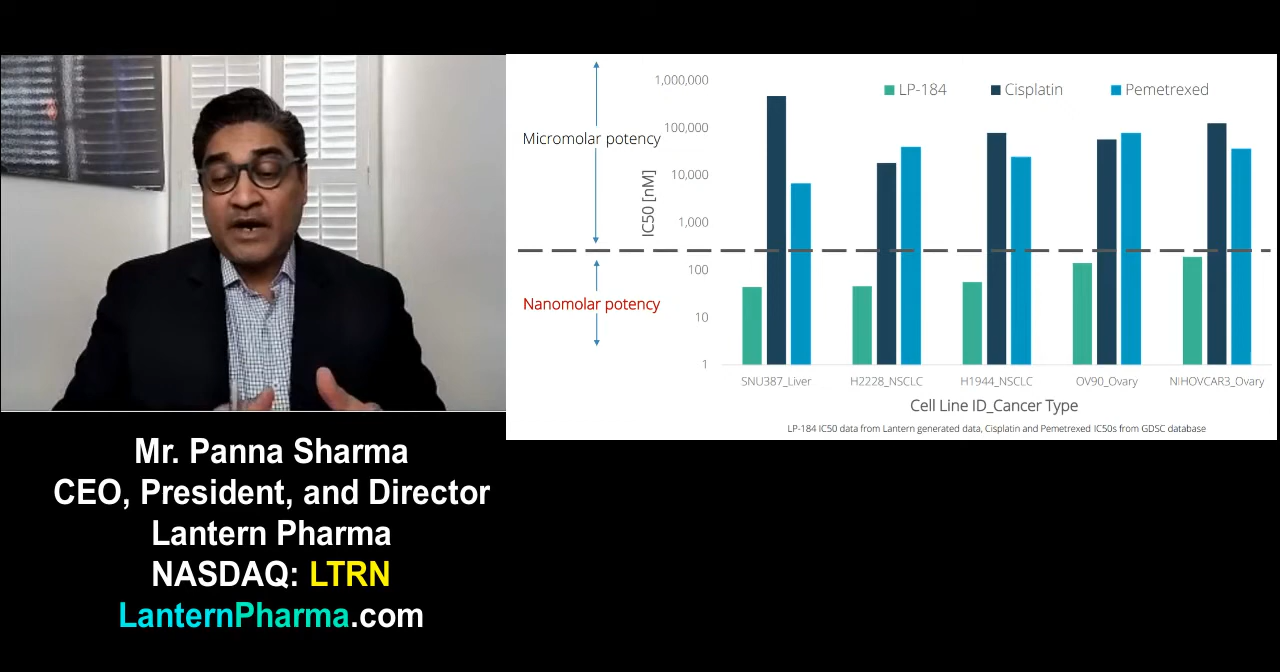 Mr. Panna Sharma
CEO, President, and Director
Lantern Pharma
NASDAQ: LTRN
LanternPharma.com
LP-184
Cisplatin
Pemetrexed
Micromolar potency
Nanomolar potency
IC50 [nM]
1,000,000
100,000
10,000
1,000
100
10
1
SNU387_Liver
H2228_NSCLC
H1944_NSCLC
OV90_Ovary
NIHOVCAR3_Ovary
Cell Line ID_Cancer Type
LP-184 IC50 data from Lantern generated data, Cisplatin and Pemetrexed IC50s from GDSC database